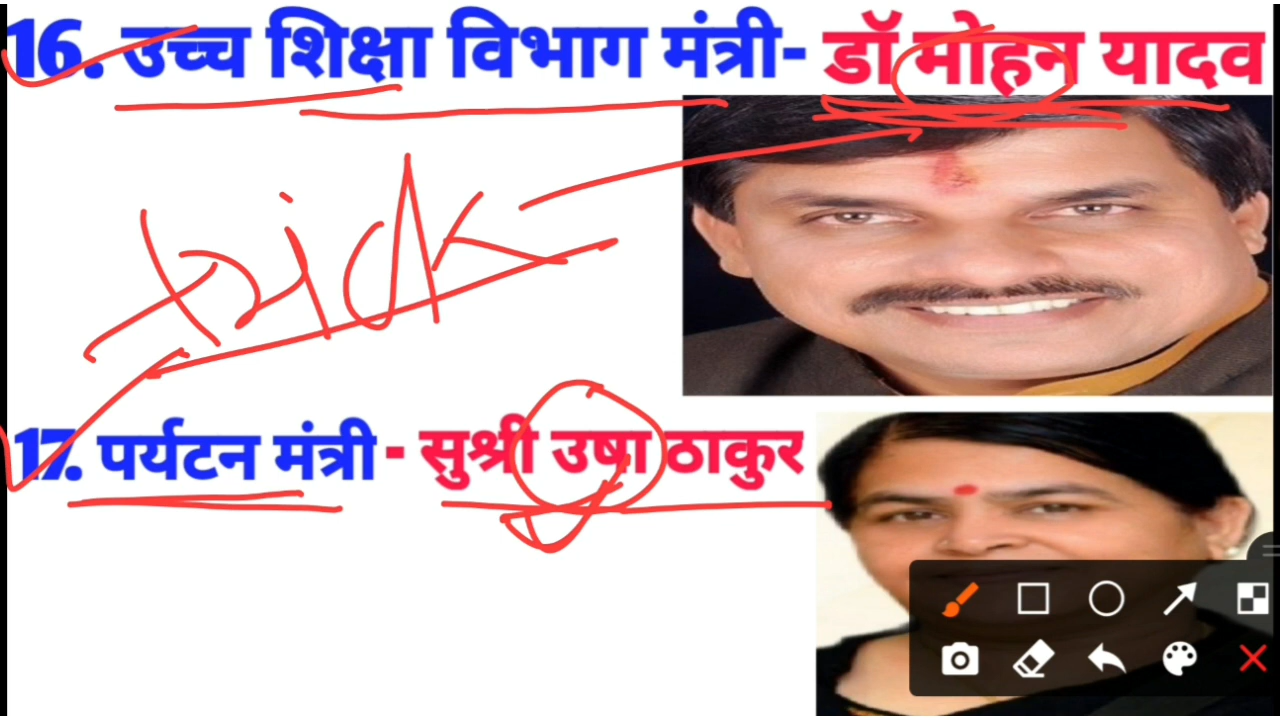 16. उच्च शिक्षा विभाग मंत्री- डॉ मोहन यादव
trick
17. पर्यटन मंत्री - सुश्री उषा ठाकुर